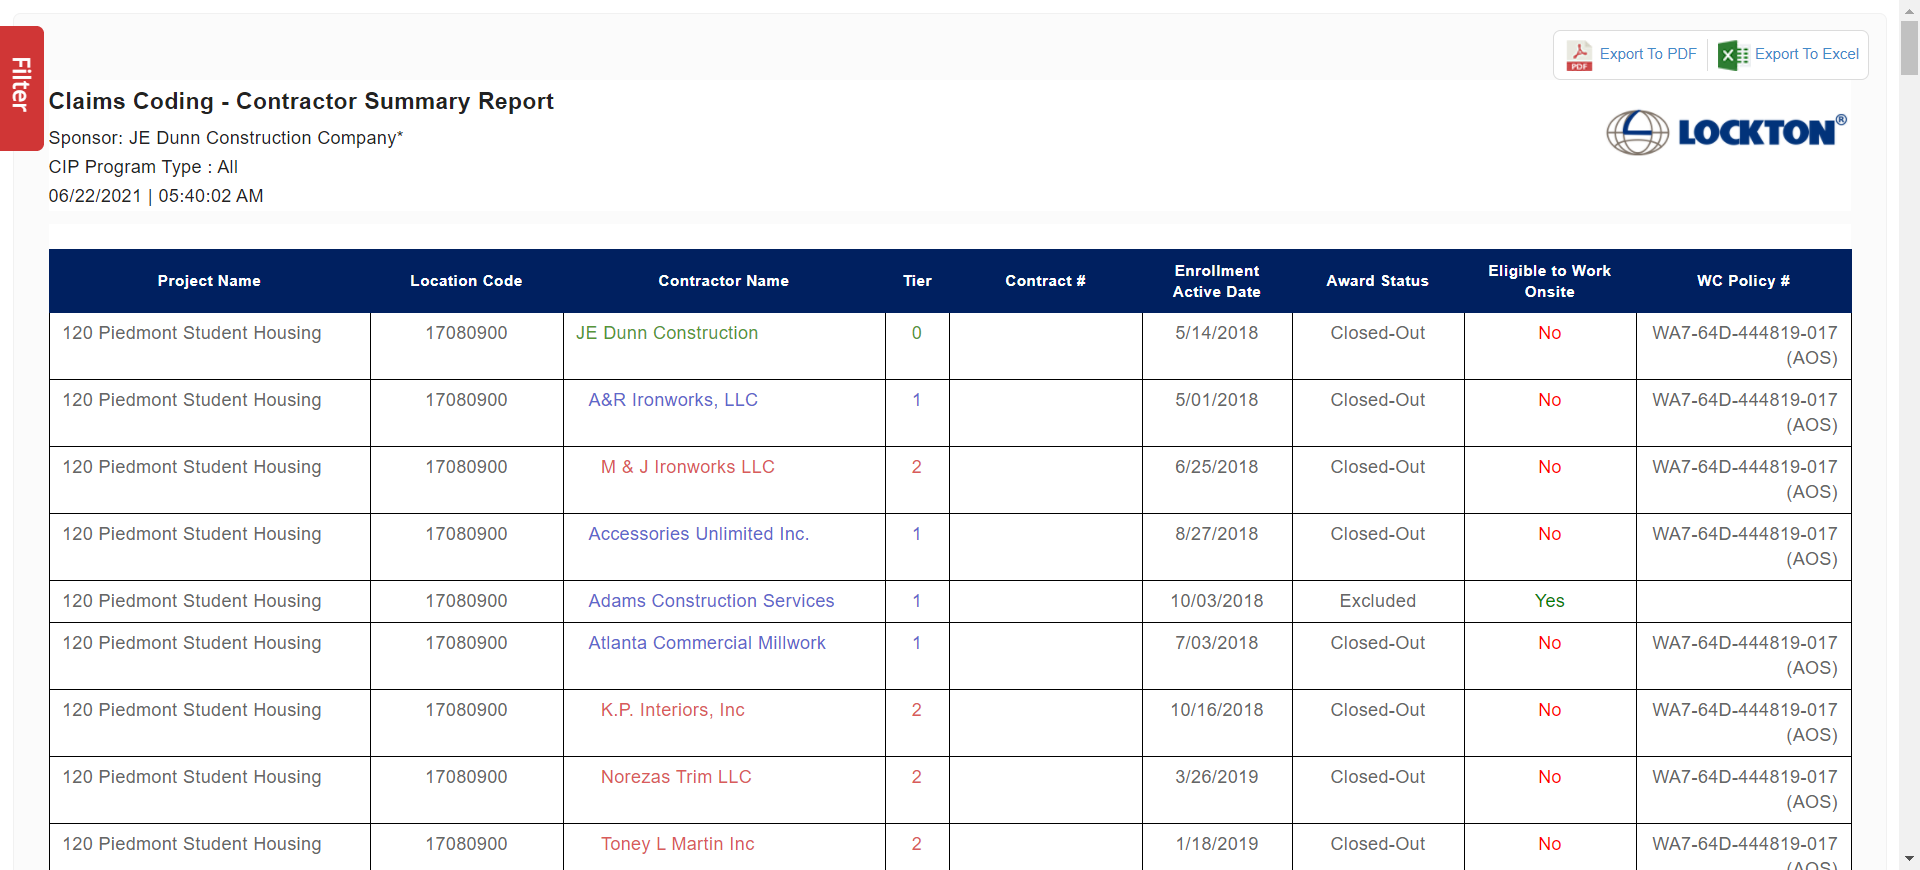 Filter
PDF Export To PDF
X Export To Excel
Claims Coding - Contractor Summary Report
Sponsor: JE Dunn Construction Company*
CIP Program Type : All
06/22/2021 | 05:40:02 AM
LOCKTON®
Project Name Location Code Contractor Name Tier Contract # Enrollment Active Date Award Status Eligible to Work Onsite WC Policy #
120 Piedmont Student Housing 17080900 JE Dunn Construction 0 5/14/2018 Closed-Out No WA7-64D-444819-017
(AOS)
120 Piedmont Student Housing 17080900 A&R Ironworks, LLC 1 5/01/2018 Closed-Out No WA7-64D-444819-017
(AOS)
120 Piedmont Student Housing 17080900 M & J Ironworks LLC 2 6/25/2018 Closed-Out No WA7-64D-444819-017
(AOS)
120 Piedmont Student Housing 17080900 Accessories Unlimited Inc. 1 8/27/2018 Closed-Out No WA7-64D-444819-017
(AOS)
120 Piedmont Student Housing 17080900 Adams Construction Services 1 10/03/2018 Excluded Yes
120 Piedmont Student Housing 17080900 Atlanta Commercial Millwork 1 7/03/2018 Closed-Out No WA7-64D-444819-017
(AOS)
120 Piedmont Student Housing 17080900 K.P. Interiors, Inc 2 10/16/2018 Closed-Out No WA7-64D-444819-017
(AOS)
120 Piedmont Student Housing 17080900 Norezas Trim LLC 2 3/26/2019 Closed-Out No WA7-64D-444819-017
(AOS)
120 Piedmont Student Housing 17080900 Toney L Martin Inc 2 1/18/2019 Closed-Out No WA7-64D-444819-017
(AOS)